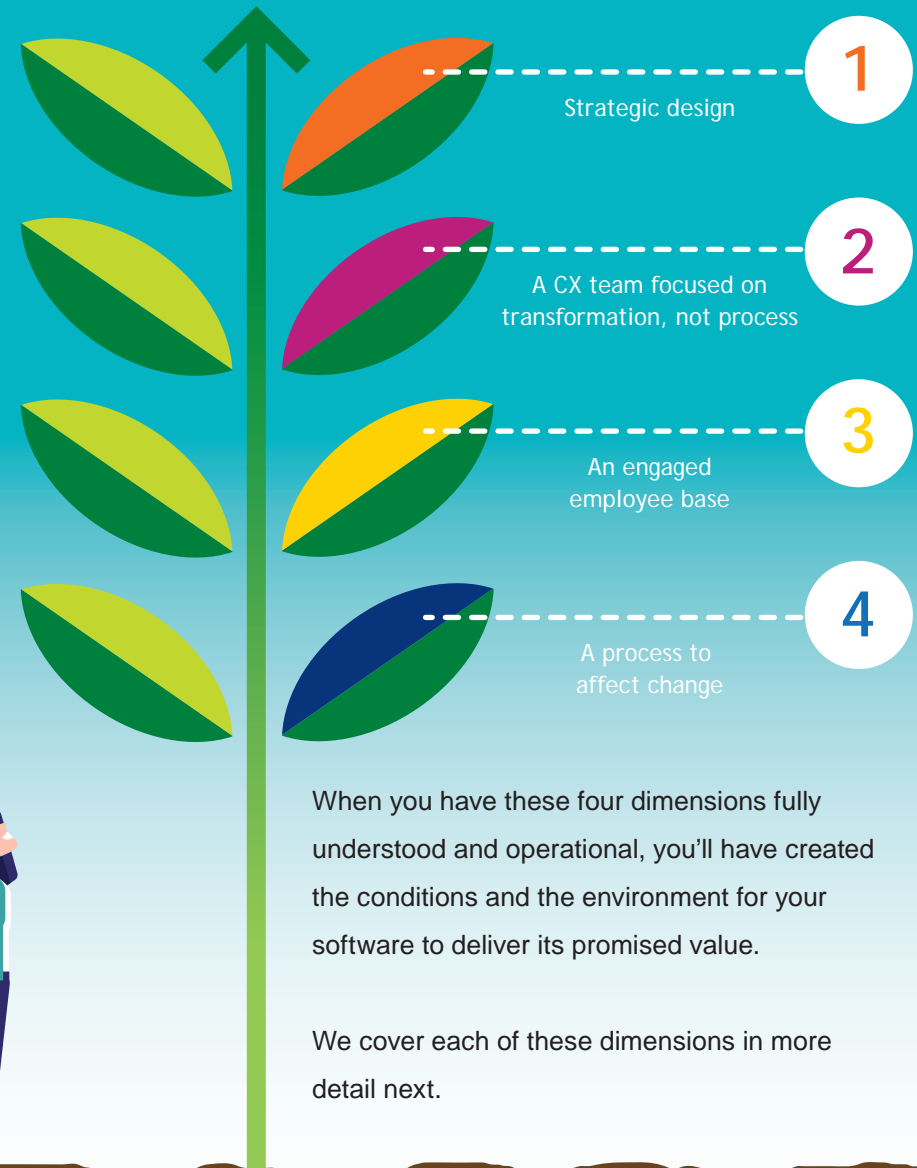 1
Strategic design
2
A CX team focused on
transformation, not process
3
An engaged
employee base
4
A process to
affect change
When you have these four dimensions fully
understood and operational, you’ll have created
the conditions and the environment for your
software to deliver its promised value.
We cover each of these dimensions in more
detail next.